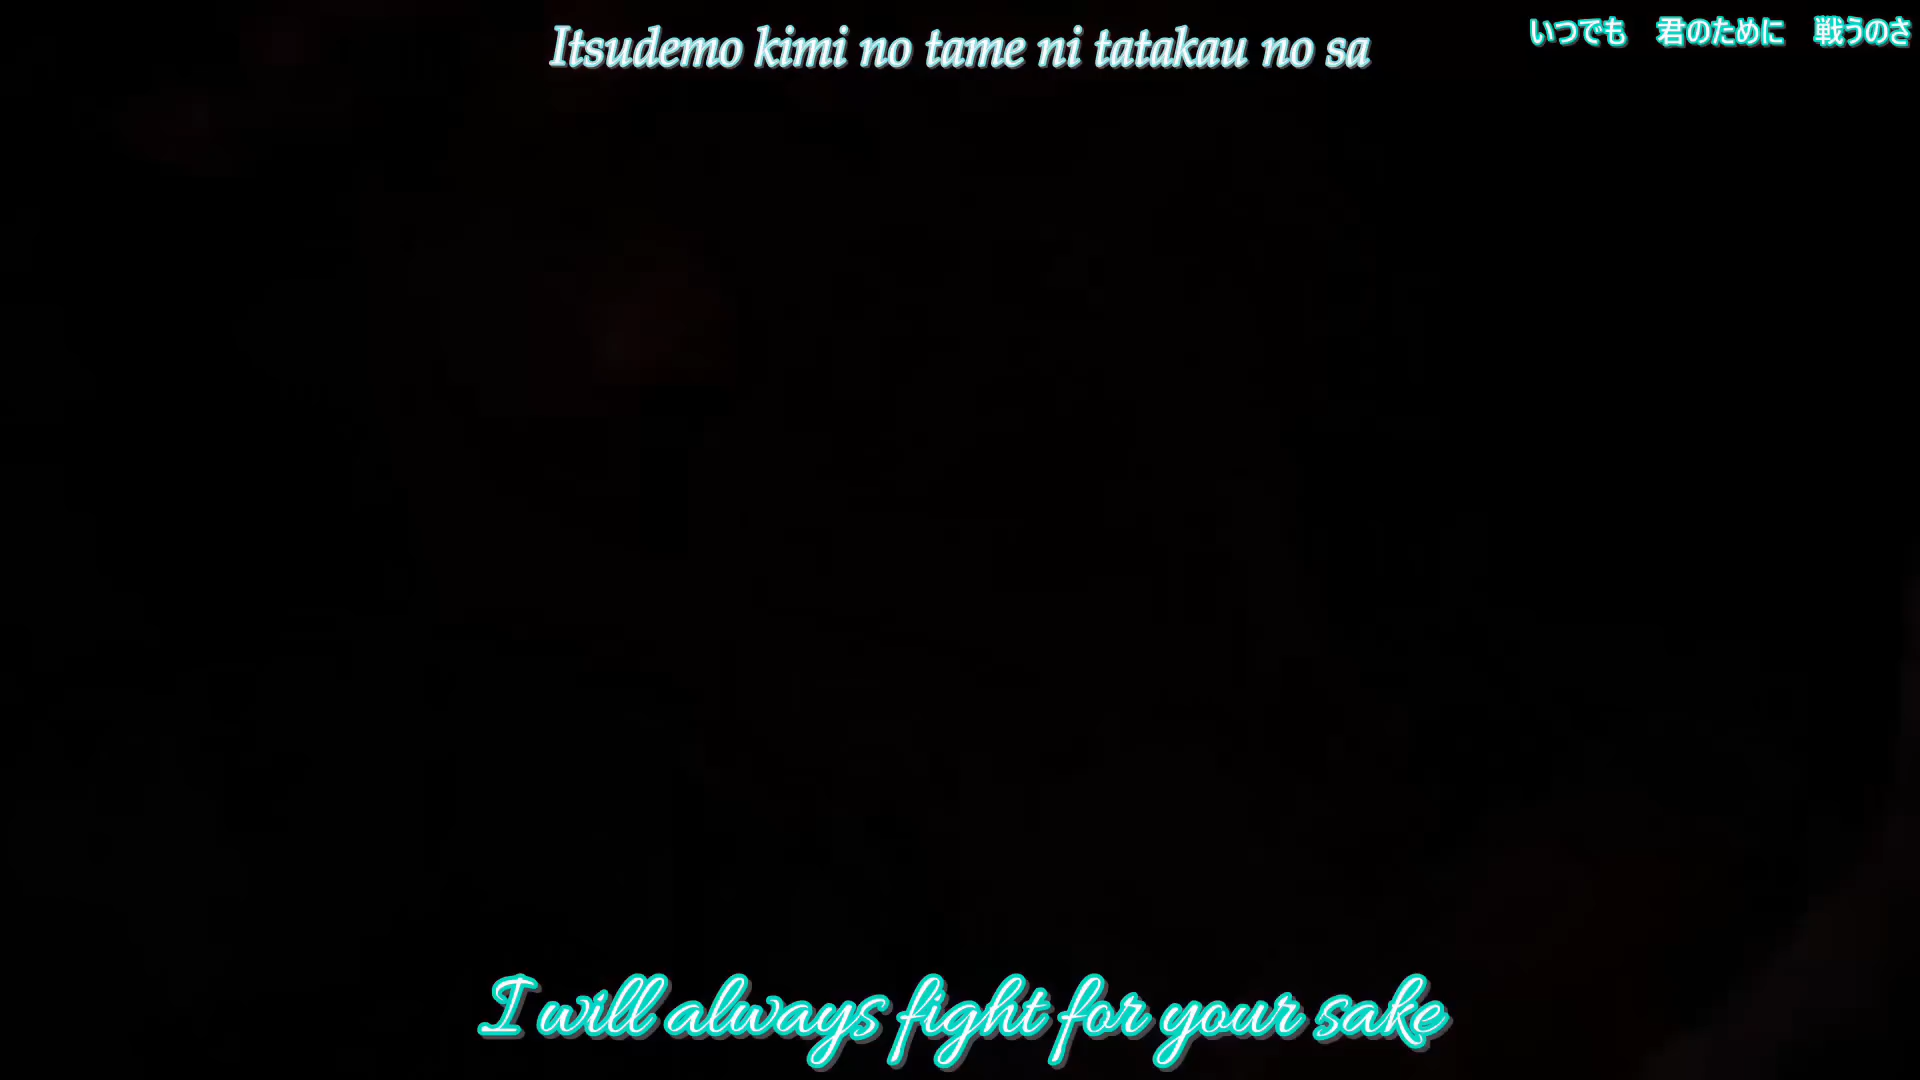 Itsudemo kimi no tame ni tatakau no sa
いつでも　君のために　戦うのさ
I will always fight for your sake